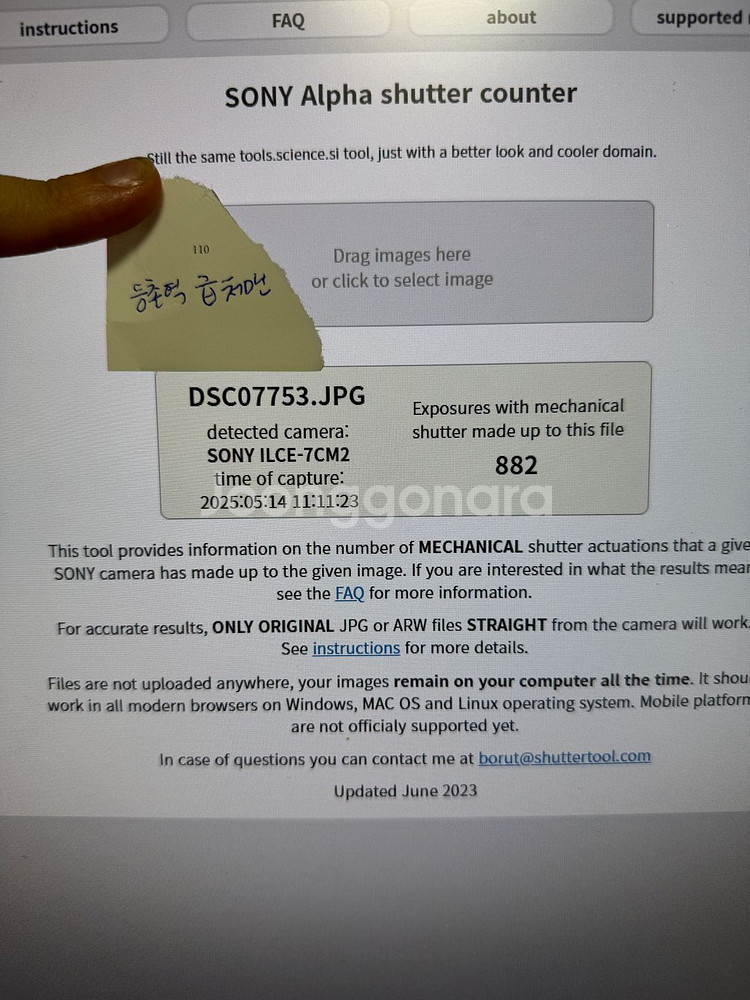 instructions
FAQ
about
supported
SONY Alpha shutter counter
Still the same tools.science.si tool, just with a better look and cooler domain.
110
등촌역 급처맨
Drag images here
or click to select image
DSC07753.JPG
detected camera:
SONY ILCE-7CM2
time of capture:
2025:05:14 11:11:23
Exposures with mechanical
shutter made up to this file
882
Joonggonara
This tool provides information on the number of MECHANICAL shutter actuations that a give
SONY camera has made up to the given image. If you are interested in what the results mean
see the FAQ for more information.
For accurate results, ONLY ORIGINAL JPG or ARW files STRAIGHT from the camera will work.
See instructions for more details.
Files are not uploaded anywhere, your images remain on your computer all the time. It shou
work in all modern browsers on Windows, MAC OS and Linux operating system. Mobile platform
are not officialy supported yet.
In case of questions you can contact me at borut@shuttertool.com
Updated June 2023